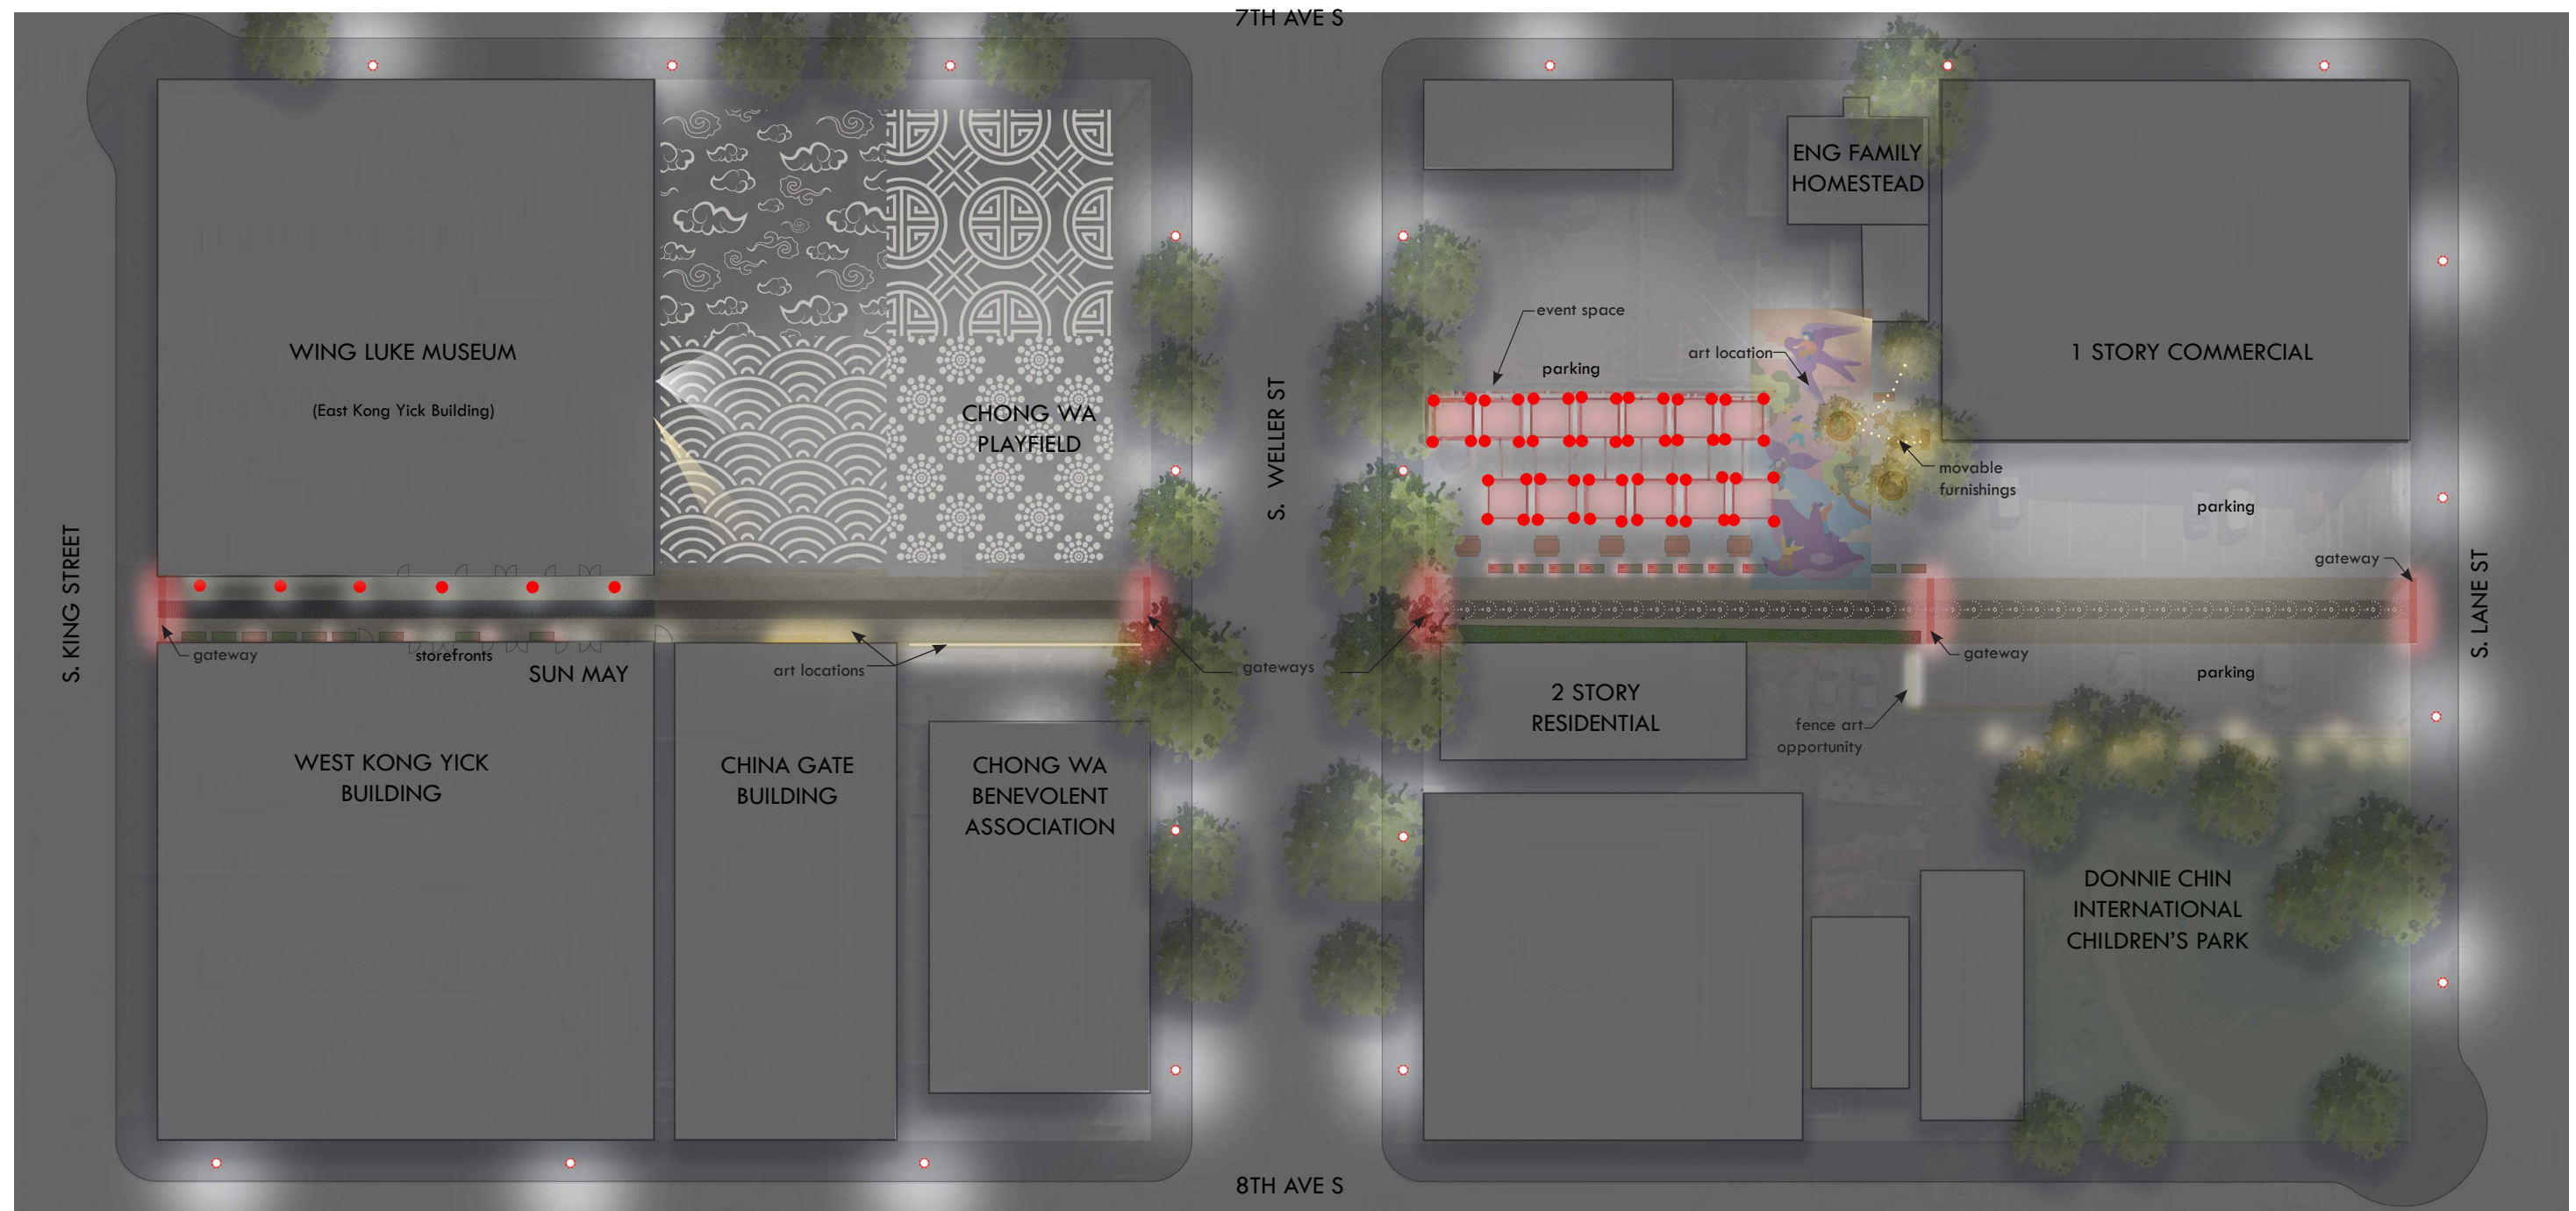 7TH AVE S
ENG FAMILY
HOMESTEAD
event space
art location
parking
WING LUKE MUSEUM
(East Kong Yick Building)
CHONG WA
PLAYFIELD
S. WELLER ST
1 STORY COMMERCIAL
movable
furnishings
parking
gateway
S. KING STREET
S. LANE ST
gateway
storefronts
SUN MAY
art locations
gateways
gateway
parking
2 STORY
RESIDENTIAL
fence art
opportunity
WEST KONG YICK
BUILDING
CHINA GATE
BUILDING
CHONG WA
BENEVOLENT
ASSOCIATION
DONNIE CHIN
INTERNATIONAL
CHILDREN'S PARK
8TH AVE S